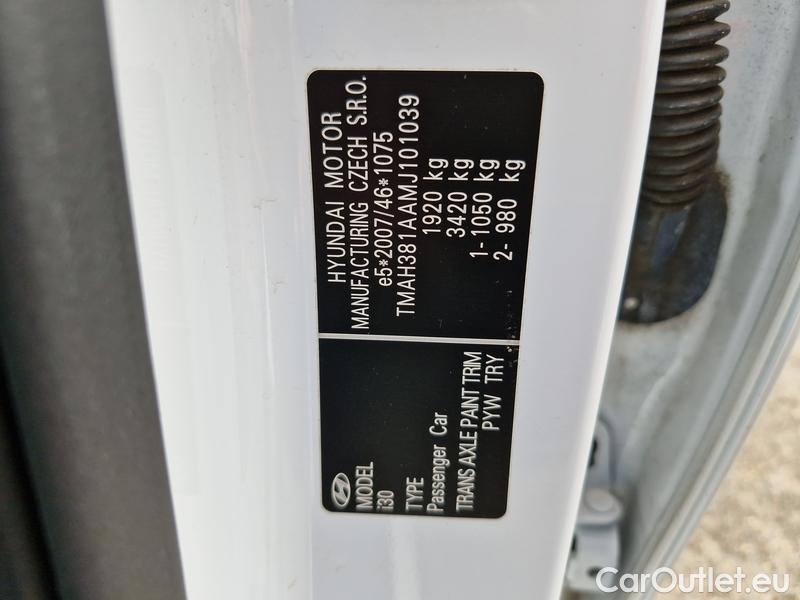 HYUNDAI MOTOR
MANUFACTURING CZECH S.R.O.
e5*2007/46*1075
TMAH381AAMJ101039
1920 kg
3420 kg
1- 1050 kg
2- 980 kg
MODEL
i30
TYPE
Passenger Car
TRANS AXLE PAINT TRIM
PYW TRY
CarOutlet.eu